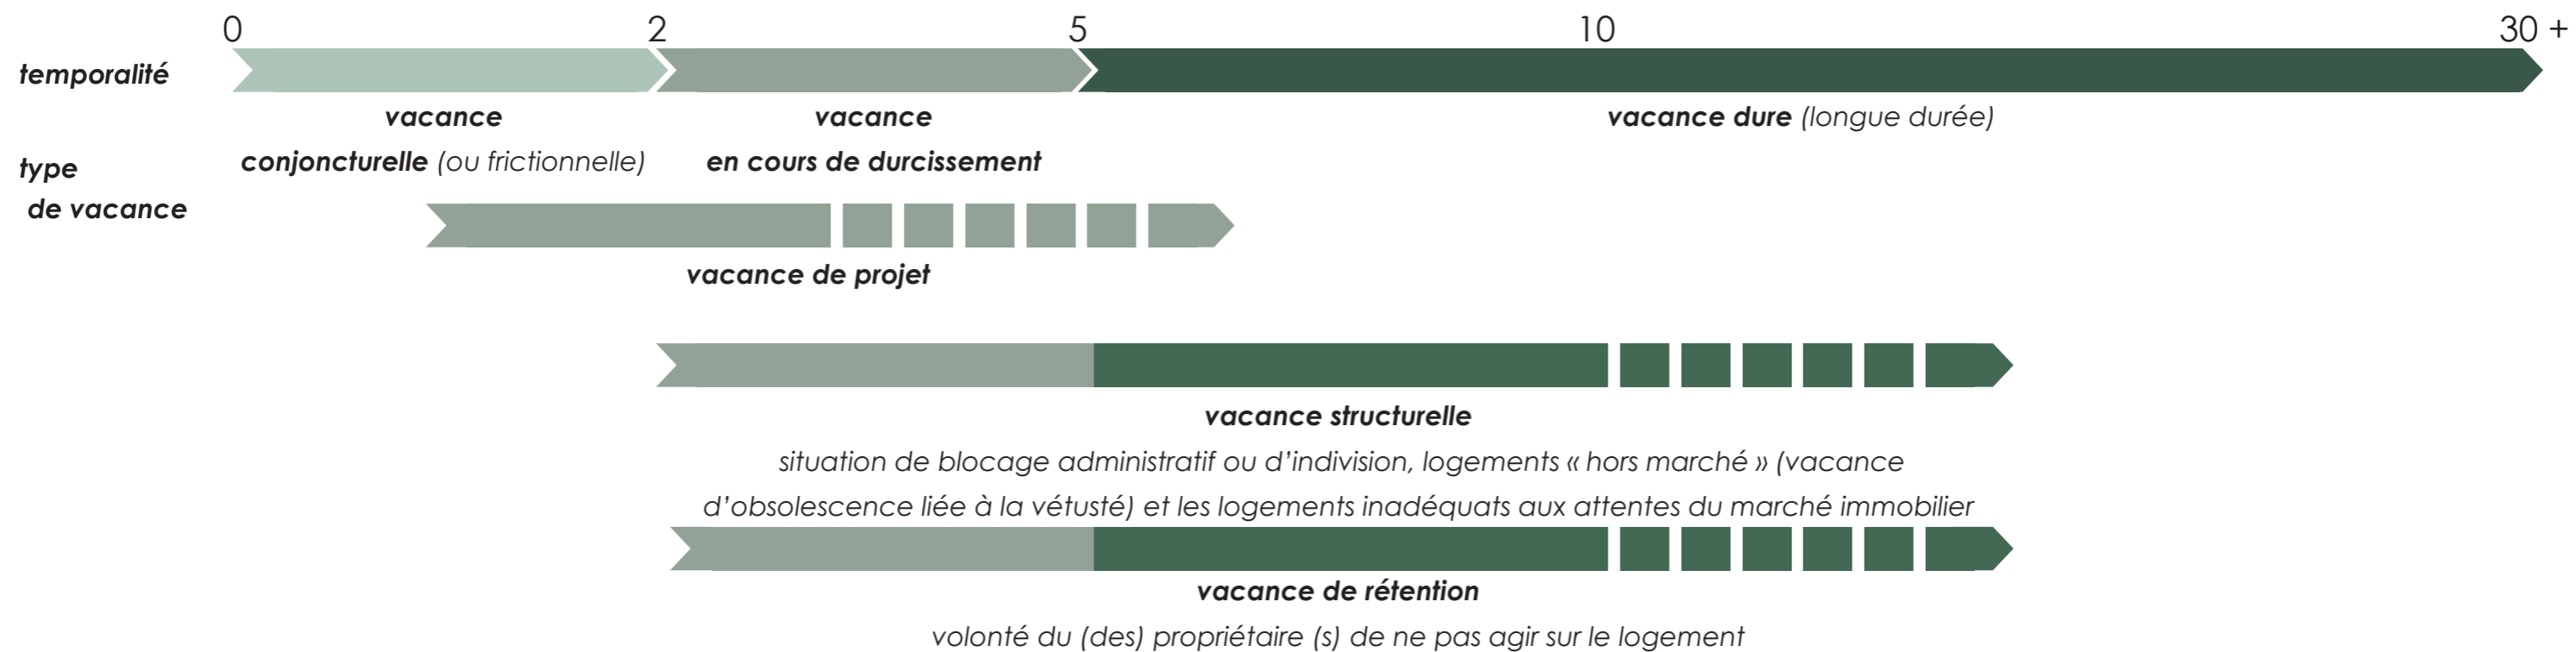 0 2 5 10 30 +
temporalité
vacance
conjoncturelle (ou frictionnelle)
vacance
en cours de durcissement
vacance dure (longue durée)
type
de vacance
vacance de projet
vacance structurelle
situation de blocage administratif ou d’indivision, logements « hors marché » (vacance
d’obsolescence liée à la vétusté) et les logements inadéquats aux attentes du marché immobilier
vacance de rétention
volonté du (des) propriétaire (s) de ne pas agir sur le logement